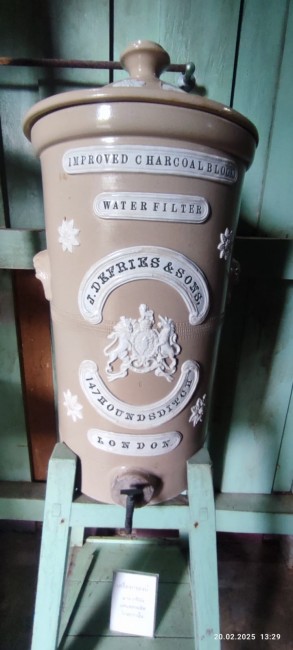 IMPROVED CHARCOAL BLOCK
WATER FILTER
J. DEFRIES & SONS.
147 HOUNDSDITCH
LONDON
20.02.2025 13:29